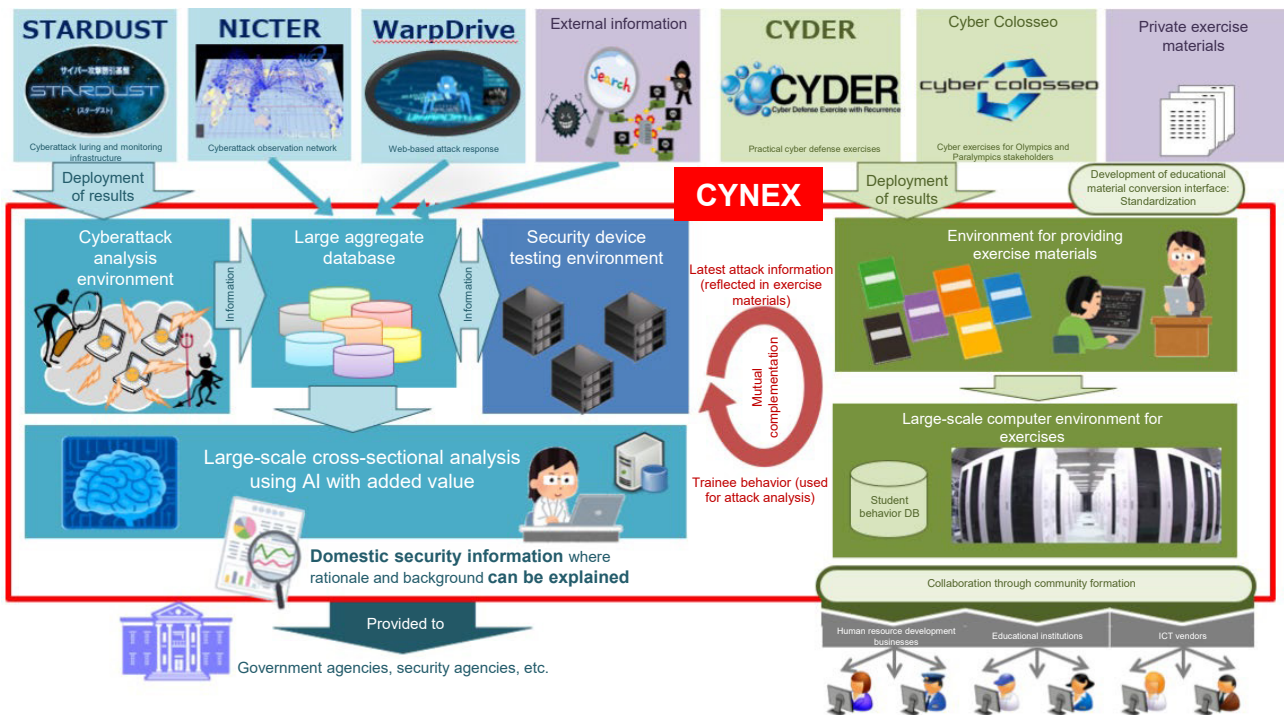 STARDUST
サイバー攻撃誘引基盤
STARDUST
(スターダスト)
Cyberattack luring and monitoring
infrastructure
NICTER
Cyberattack observation network
WarpDrive
Web-based attack response
External information
Search
CYDER
CYDER
Cyber Defense Exercise with Recurrence
Practical cyber defense exercises
Cyber Colosseo
cyber colosseo
Cyber exercises for Olympics and
Paralympics stakeholders
Private exercise
materials
Deployment
of results
CYNEX
Deployment
of results
Development of educational
material conversion interface:
Standardization
Cyberattack
analysis
environment
Information
Large aggregate
database
Information
Security device
testing environment
Latest attack information
(reflected in exercise
materials)
Mutual
complementation
Trainee behavior (used
for attack analysis)
Environment for providing
exercise materials
Large-scale computer environment for
exercises
Student
behavior DB
Large-scale cross-sectional analysis
using AI with added value
Domestic security information where
rationale and background can be explained
Provided to
Government agencies, security agencies, etc.
Collaboration through community formation
Human resource development
businesses
Educational institutions
ICT vendors